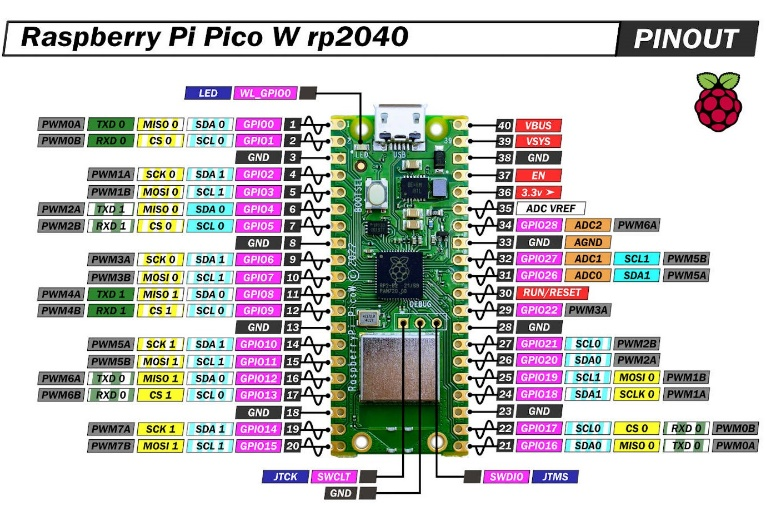 Raspberry Pi Pico W rp2040 PINOUT
LED WL_GPIO0
PWM0A TXD 0 MISO 0 SDA 0 GPIO0 1
PWM0B RXD 0 CS 0 SCL 0 GPIO1 2
GND 3
PWM1A SCK 0 SDA 1 GPIO2 4
PWM1B MOSI 0 SCL 1 GPIO3 5
PWM2A TXD 1 MISO 0 SDA 0 GPIO4 6
PWM2B RXD 1 CS 0 SCL 0 GPIO5 7
GND 8
PWM3A SCK 0 SDA 1 GPIO6 9
PWM3B MOSI 0 SCL 1 GPIO7 10
PWM4A TXD 1 MISO 1 SDA 0 GPIO8 11
PWM4B RXD 1 CS 1 SCL 0 GPIO9 12
GND 13
PWM5A SCK 1 SDA 1 GPIO10 14
PWM5B MOSI 1 SCL 1 GPIO11 15
PWM6A TXD 0 MISO 1 SDA 0 GPIO12 16
PWM6B RXD 0 CS 1 SCL 0 GPIO13 17
GND 18
PWM7A SCK 1 SDA 1 GPIO14 19
PWM7B MOSI 1 SCL 1 GPIO15 20
LED
USB
BOOTSEL
DEBUG
Raspberry Pi Pico W © 2022
40 VBUS
39 VSYS
38 GND
37 EN
36 3.3v ➤
35 ADC VREF
34 GPIO28 ADC2 PWM6A
33 GND AGND
32 GPIO27 ADC1 SCL1 PWM5B
31 GPIO26 ADC0 SDA1 PWM5A
30 RUN/RESET
29 GPIO22 PWM3A
28 GND
27 GPIO21 SCL0 PWM2B
26 GPIO20 SDA0 PWM2A
25 GPIO19 SCL1 MOSI 0 PWM1B
24 GPIO18 SDA1 SCLK 0 PWM1A
23 GND
22 GPIO17 SCL0 CS 0 RXD 0 PWM0B
21 GPIO16 SDA0 MISO 0 TXD 0 PWM0A
JTCK SWCLT
GND
SWDIO JTMS